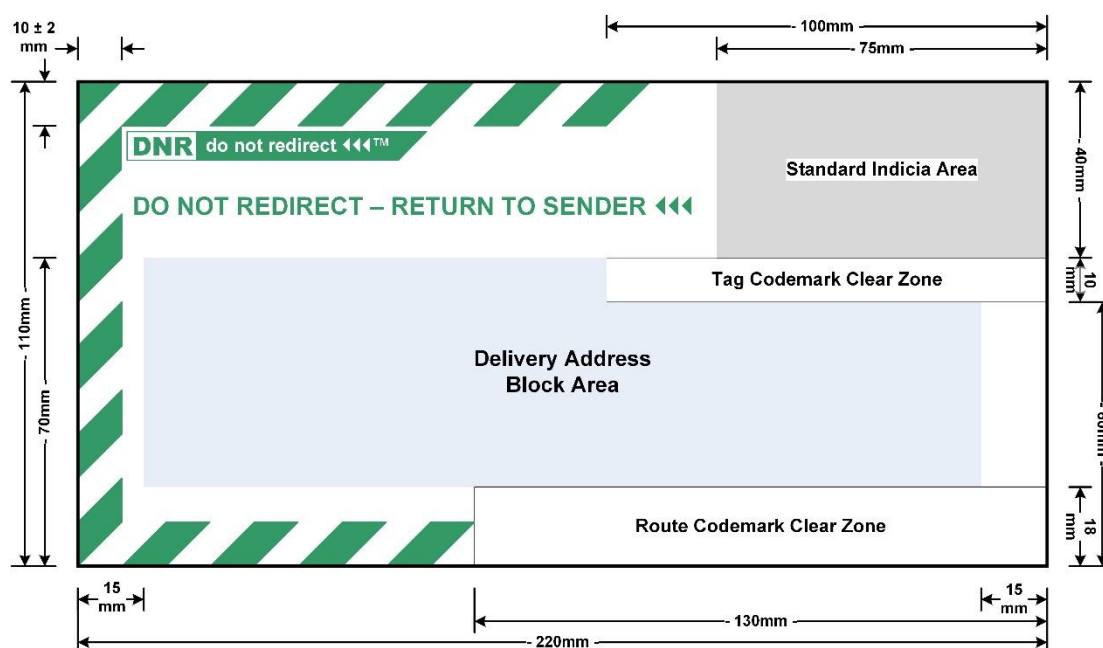 10 ± 2
mm
- 100mm -
- 75mm -
DNR do not redirect ™
DO NOT REDIRECT – RETURN TO SENDER
Standard Indicia Area
- 40mm -
Tag Codemark Clear Zone
10
mm
- 110mm -
- 70mm -
Delivery Address
Block Area
Route Codemark Clear Zone
18
mm
15
mm
15
mm
- 130mm -
- 220mm -